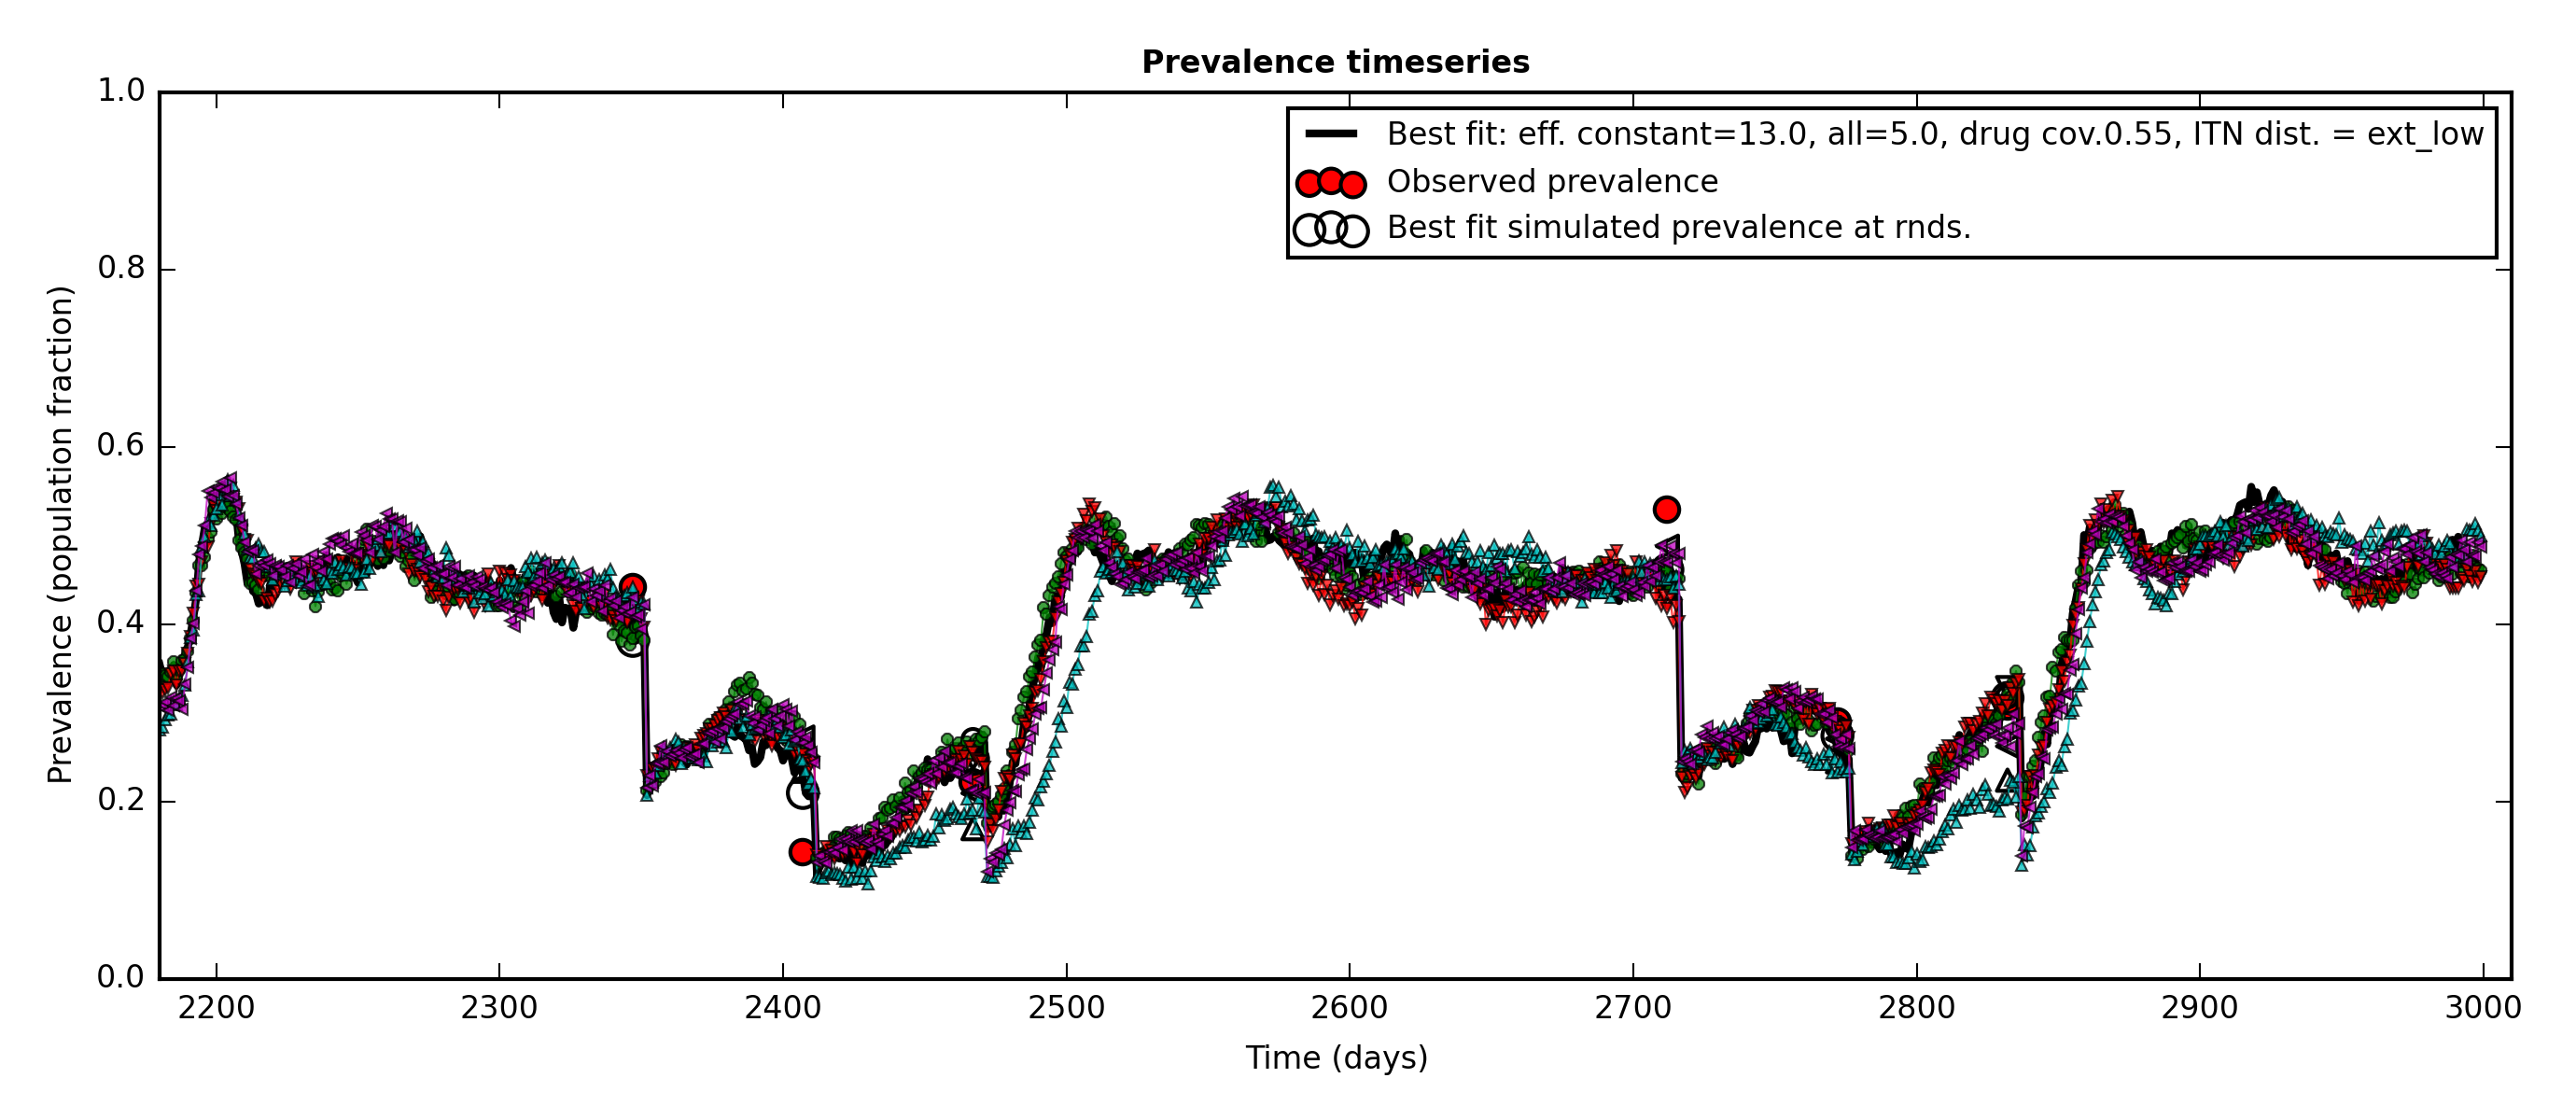 Prevalence timeseries
Best fit: eff. constant=13.0, all=5.0, drug cov.0.55, ITN dist. = ext_low
Observed prevalence
Best fit simulated prevalence at rnds.
Prevalence (population fraction)
1.0
0.8
0.6
0.4
0.2
0.0
2200 2300 2400 2500 2600 2700 2800 2900 3000
Time (days)